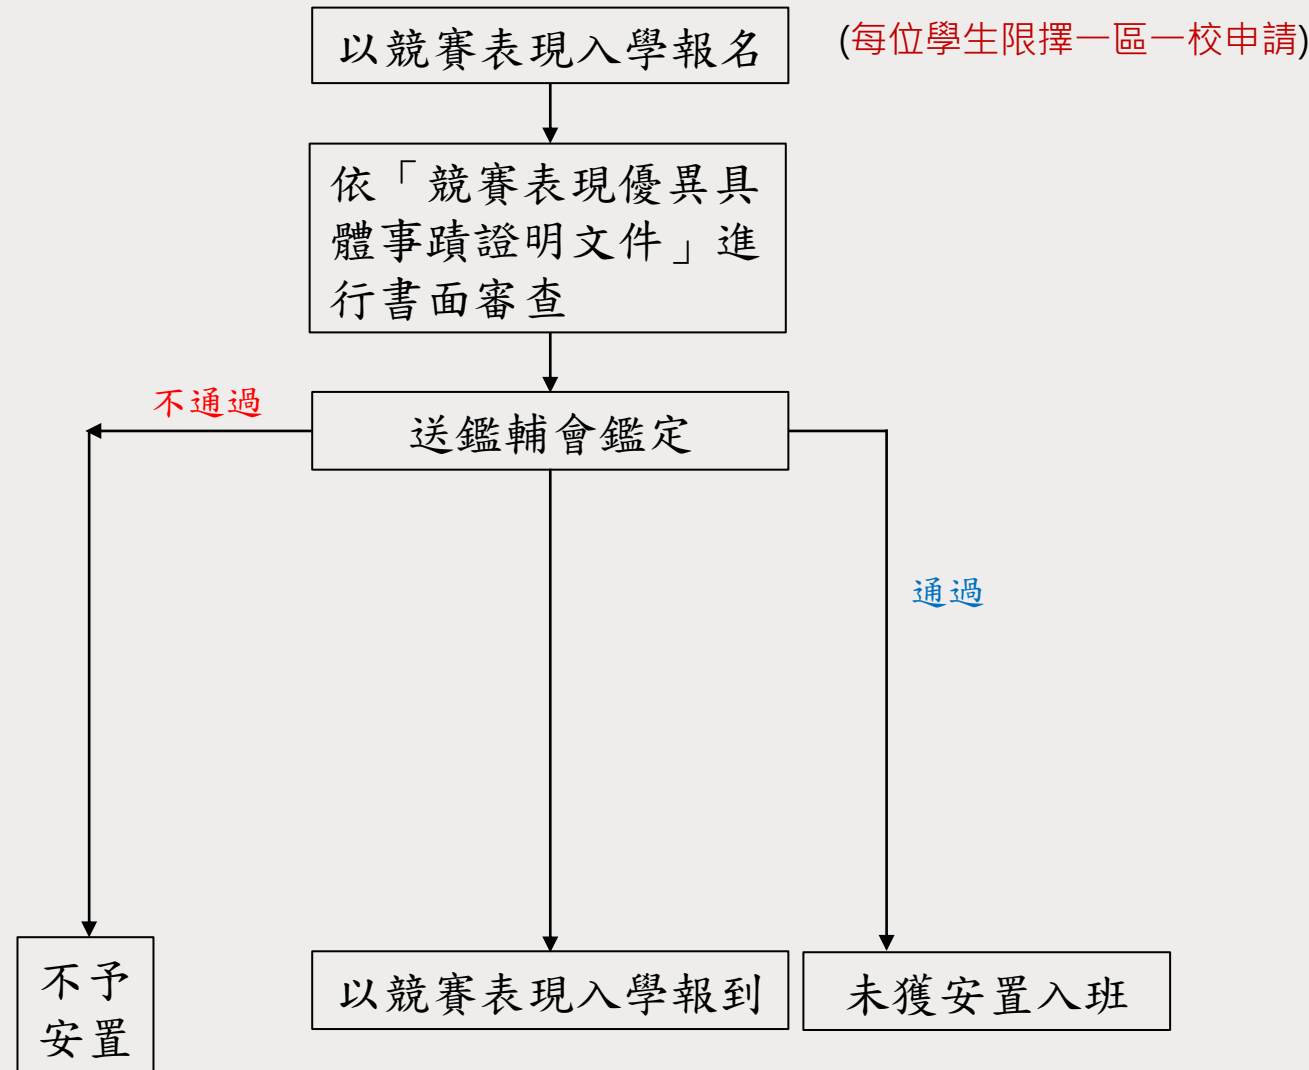 以競賽表現入學報名
(每位學生限擇一區一校申請)
依「競賽表現優異具
體事蹟證明文件」進
行書面審查
不通過
送鑑輔會鑑定
通過
不予
安置
以競賽表現入學報到
未獲安置入班